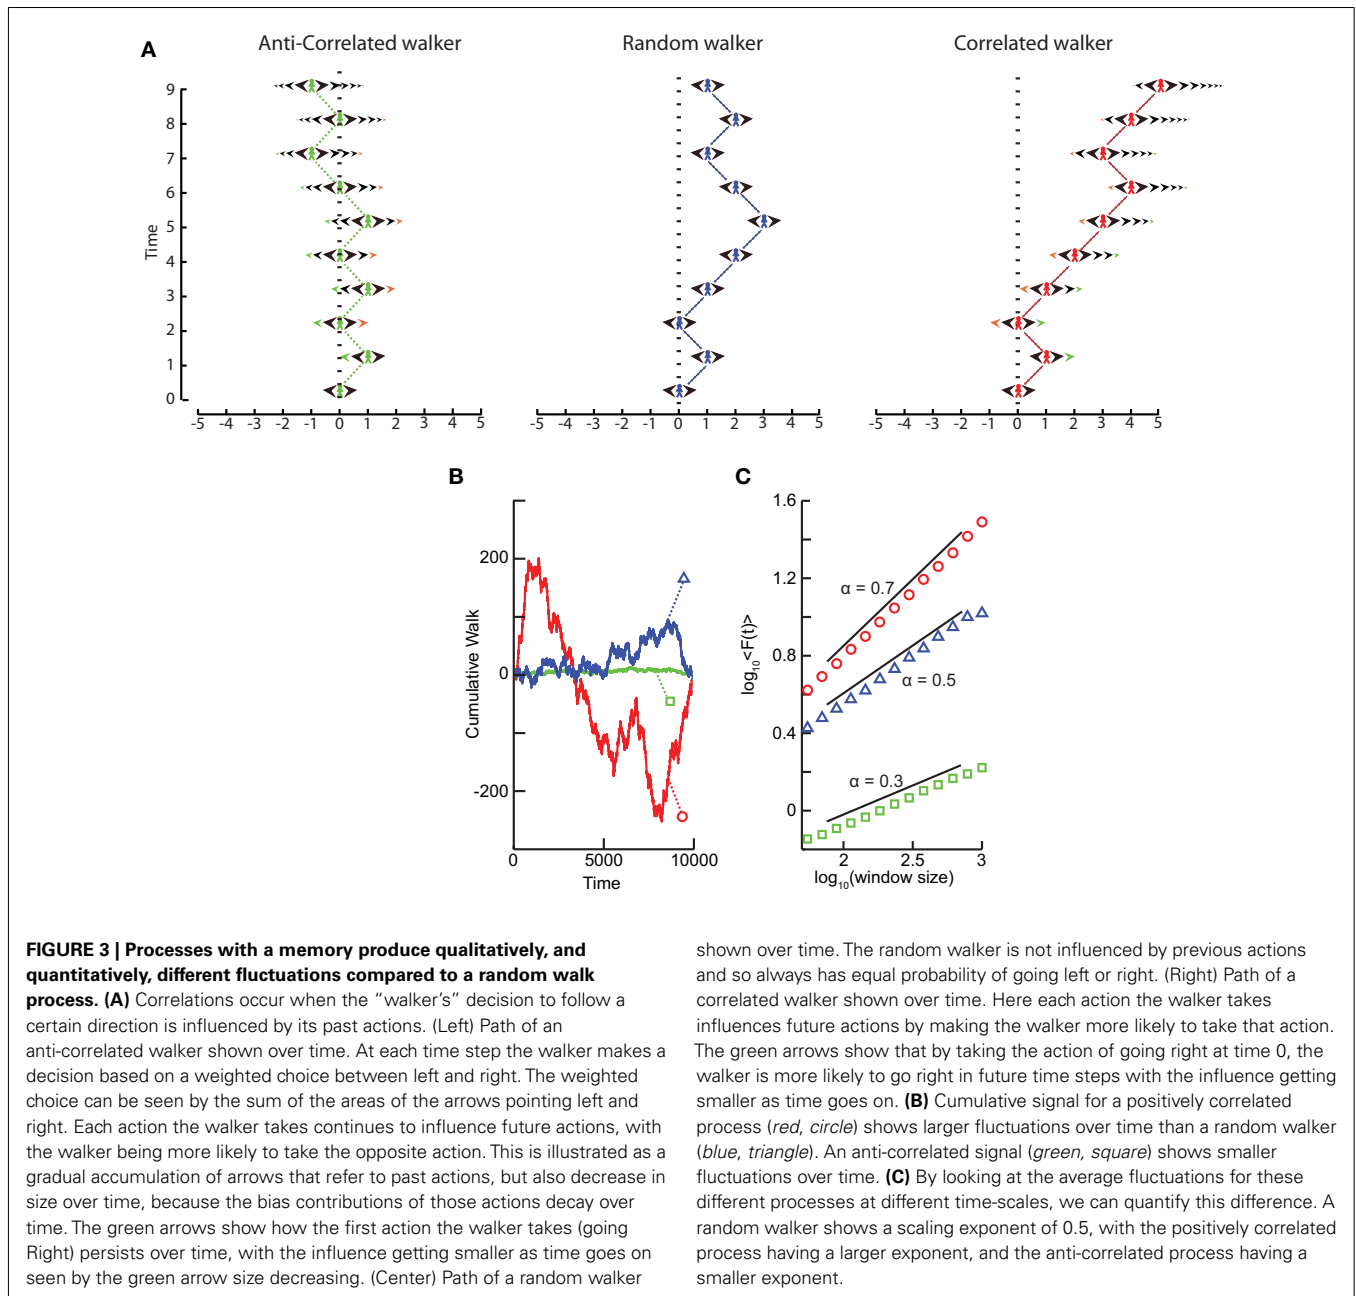 A
Anti-Correlated walker
Random walker
Correlated walker
Time
9
8
7
6
5
4
3
2
1
0
-5 -4 -3 -2 -1 0 1 2 3 4 5
-5 -4 -3 -2 -1 0 1 2 3 4 5
-5 -4 -3 -2 -1 0 1 2 3 4 5
B
Cumulative Walk
200
0
-200
0 5000 10000
Time
C
log10<F(t)>
1.6
1.2
0.8
0.4
0
α = 0.7
α = 0.5
α = 0.3
2 2.5 3
log10(window size)
FIGURE 3 | Processes with a memory produce qualitatively, and
quantitatively, different fluctuations compared to a random walk
process. (A) Correlations occur when the “walker’s” decision to follow a
certain direction is influenced by its past actions. (Left) Path of an
anti-correlated walker shown over time. At each time step the walker makes a
decision based on a weighted choice between left and right. The weighted
choice can be seen by the sum of the areas of the arrows pointing left and
right. Each action the walker takes continues to influence future actions, with
the walker being more likely to take the opposite action. This is illustrated as a
gradual accumulation of arrows that refer to past actions, but also decrease in
size over time, because the bias contributions of those actions decay over
time. The green arrows show how the first action the walker takes (going
Right) persists over time, with the influence getting smaller as time goes on
seen by the green arrow size decreasing. (Center) Path of a random walker
shown over time. The random walker is not influenced by previous actions
and so always has equal probability of going left or right. (Right) Path of a
correlated walker shown over time. Here each action the walker takes
influences future actions by making the walker more likely to take that action.
The green arrows show that by taking the action of going right at time 0, the
walker is more likely to go right in future time steps with the influence getting
smaller as time goes on. (B) Cumulative signal for a positively correlated
process (red, circle) shows larger fluctuations over time than a random walker
(blue, triangle). An anti-correlated signal (green, square) shows smaller
fluctuations over time. (C) By looking at the average fluctuations for these
different processes at different time-scales, we can quantify this difference. A
random walker shows a scaling exponent of 0.5, with the positively correlated
process having a larger exponent, and the anti-correlated process having a
smaller exponent.